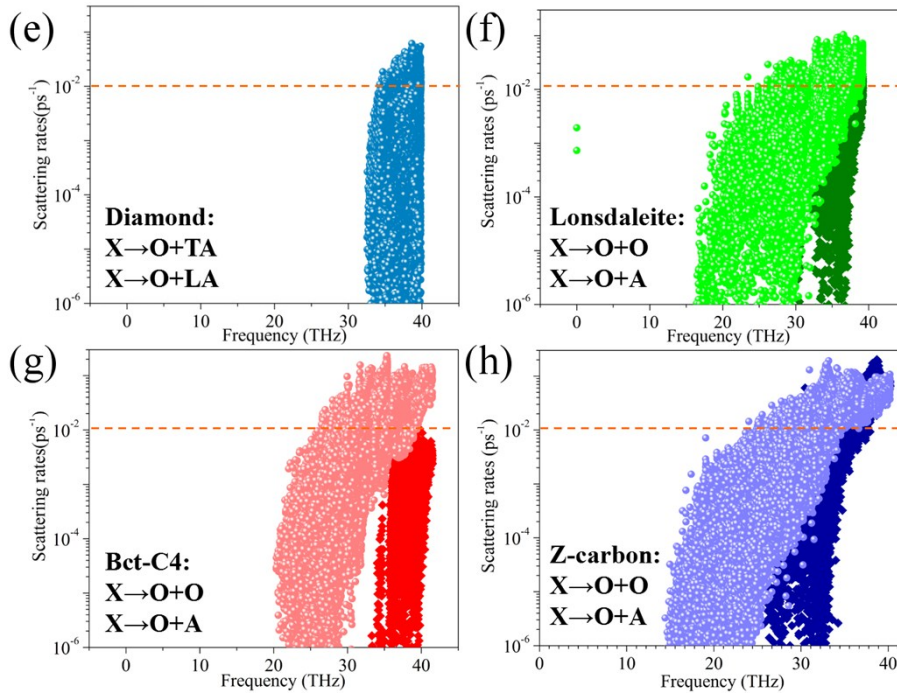 (e)
Scattering rates(ps⁻¹)
10⁻²
10⁻⁴
10⁻⁶
Diamond:
X→O+TA
X→O+LA
0 10 20 30 40
Frequency (THz)
(f)
Scattering rates (ps⁻¹)
10⁻²
10⁻⁴
10⁻⁶
Lonsdaleite:
X→O+O
X→O+A
0 10 20 30 40
Frequency (THz)
(g)
Scattering rates(ps⁻¹)
10⁻²
10⁻⁴
10⁻⁶
Bct-C4:
X→O+O
X→O+A
0 10 20 30 40
Frequency (THz)
(h)
Scattering rates (ps⁻¹)
10⁻²
10⁻⁴
10⁻⁶
Z-carbon:
X→O+O
X→O+A
0 10 20 30 40
Frequency (THz)